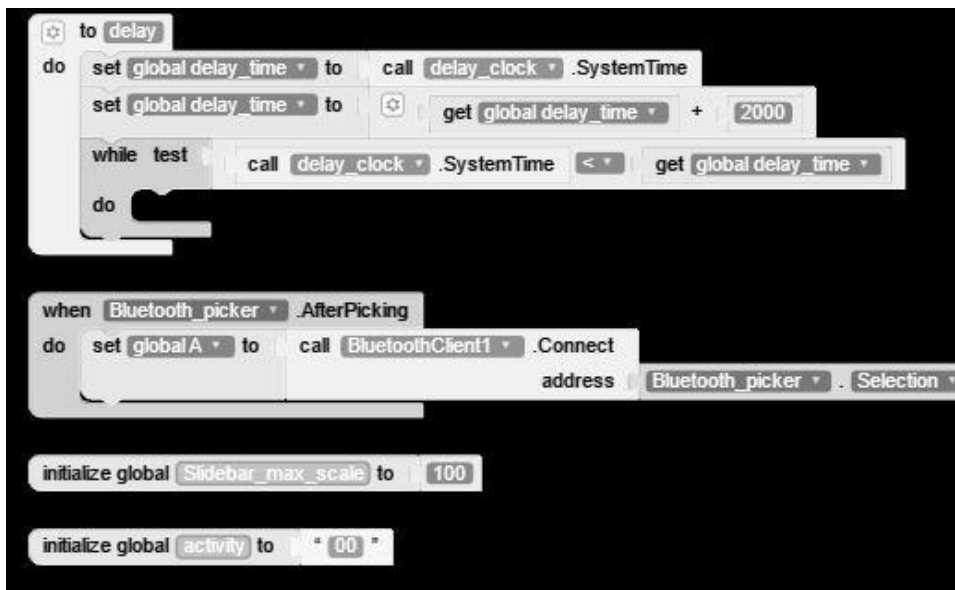 to delay
do set global delay_time to call delay_clock .SystemTime
set global delay_time to get global delay_time + 2000
while test call delay_clock .SystemTime < get global delay_time
do
when Bluetooth_picker .AfterPicking
do set global A to call BluetoothClient1 .Connect
address Bluetooth_picker . Selection
initialize global Slidebar_max_scale to 100
initialize global activity to " 00 "